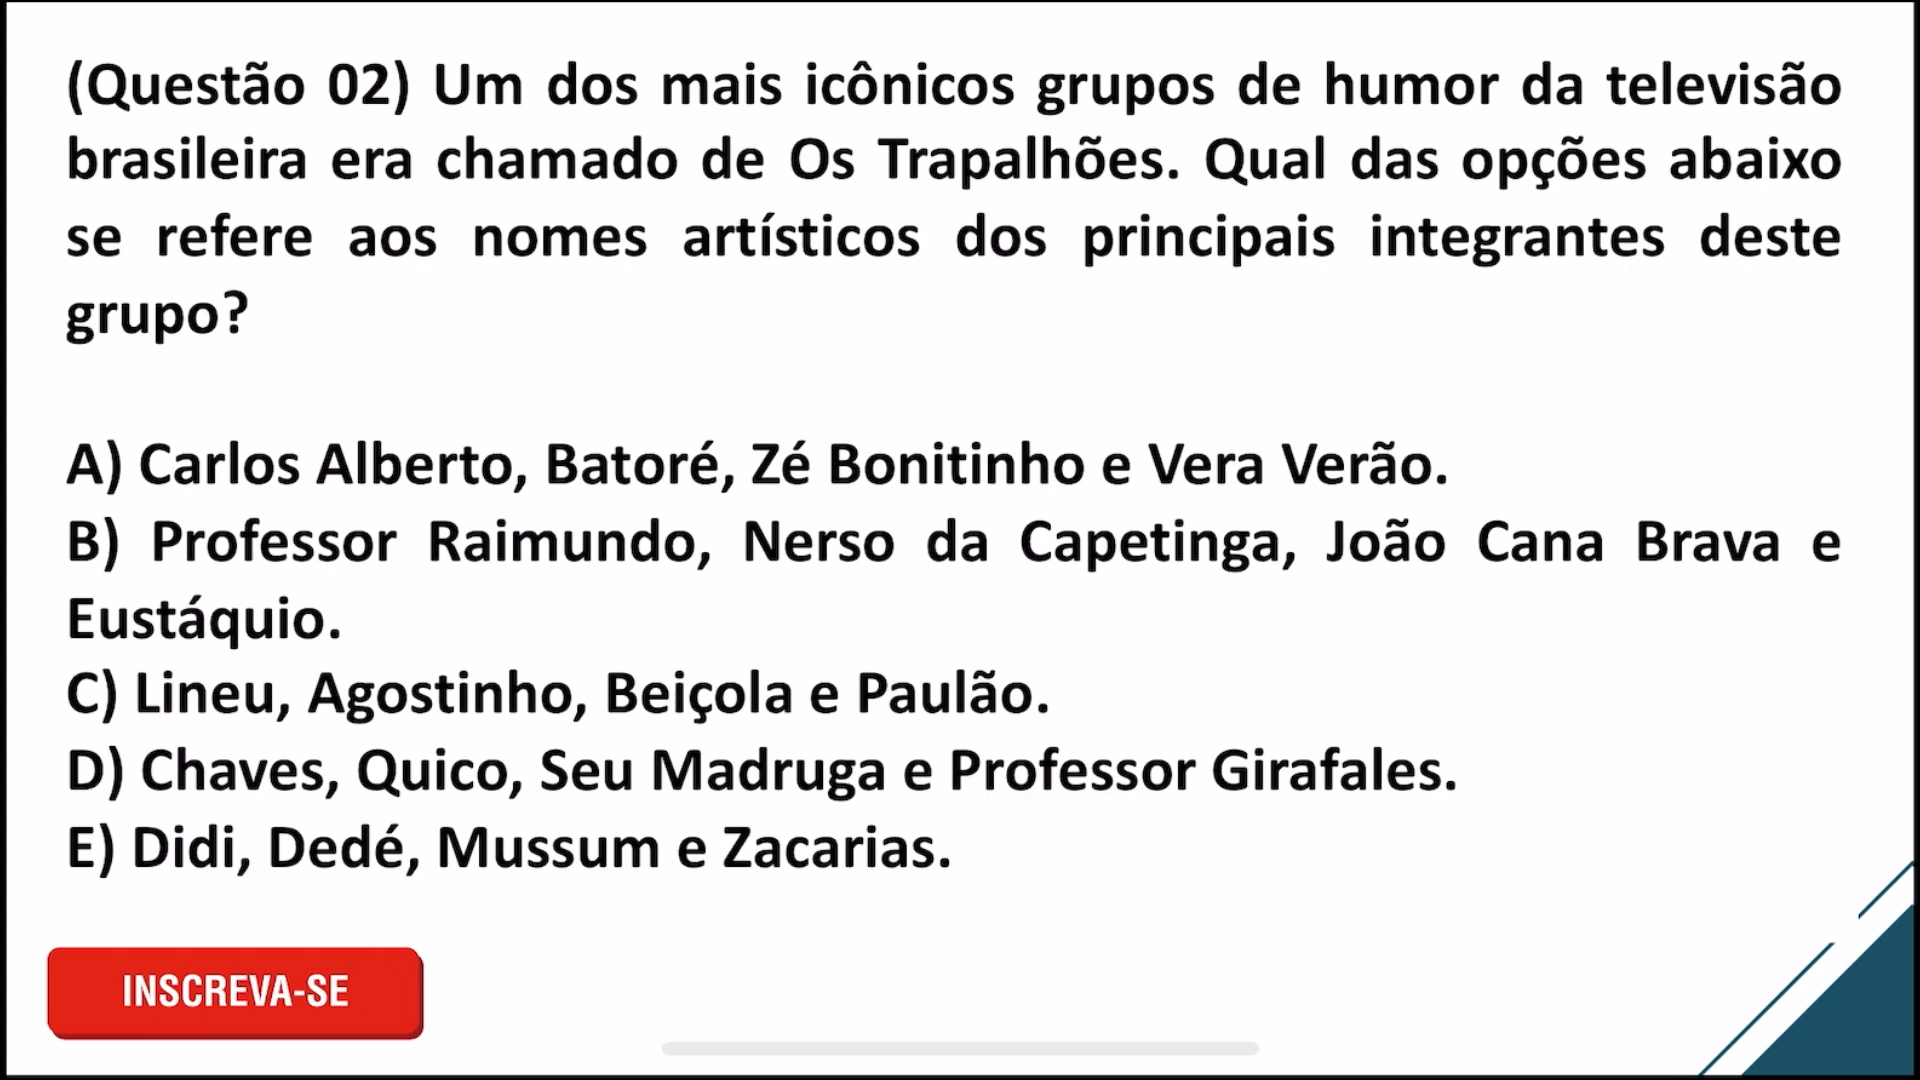 (Questão 02) Um dos mais icônicos grupos de humor da televisão
brasileira era chamado de Os Trapalhões. Qual das opções abaixo
se refere aos nomes artísticos dos principais integrantes deste
grupo?
A) Carlos Alberto, Batoré, Zé Bonitinho e Vera Verão.
B) Professor Raimundo, Nerso da Capetinga, João Cana Brava e
Eustáquio.
C) Lineu, Agostinho, Beiçola e Paulão.
D) Chaves, Quico, Seu Madruga e Professor Girafales.
E) Didi, Dedé, Mussum e Zacarias.
INSCREVA-SE